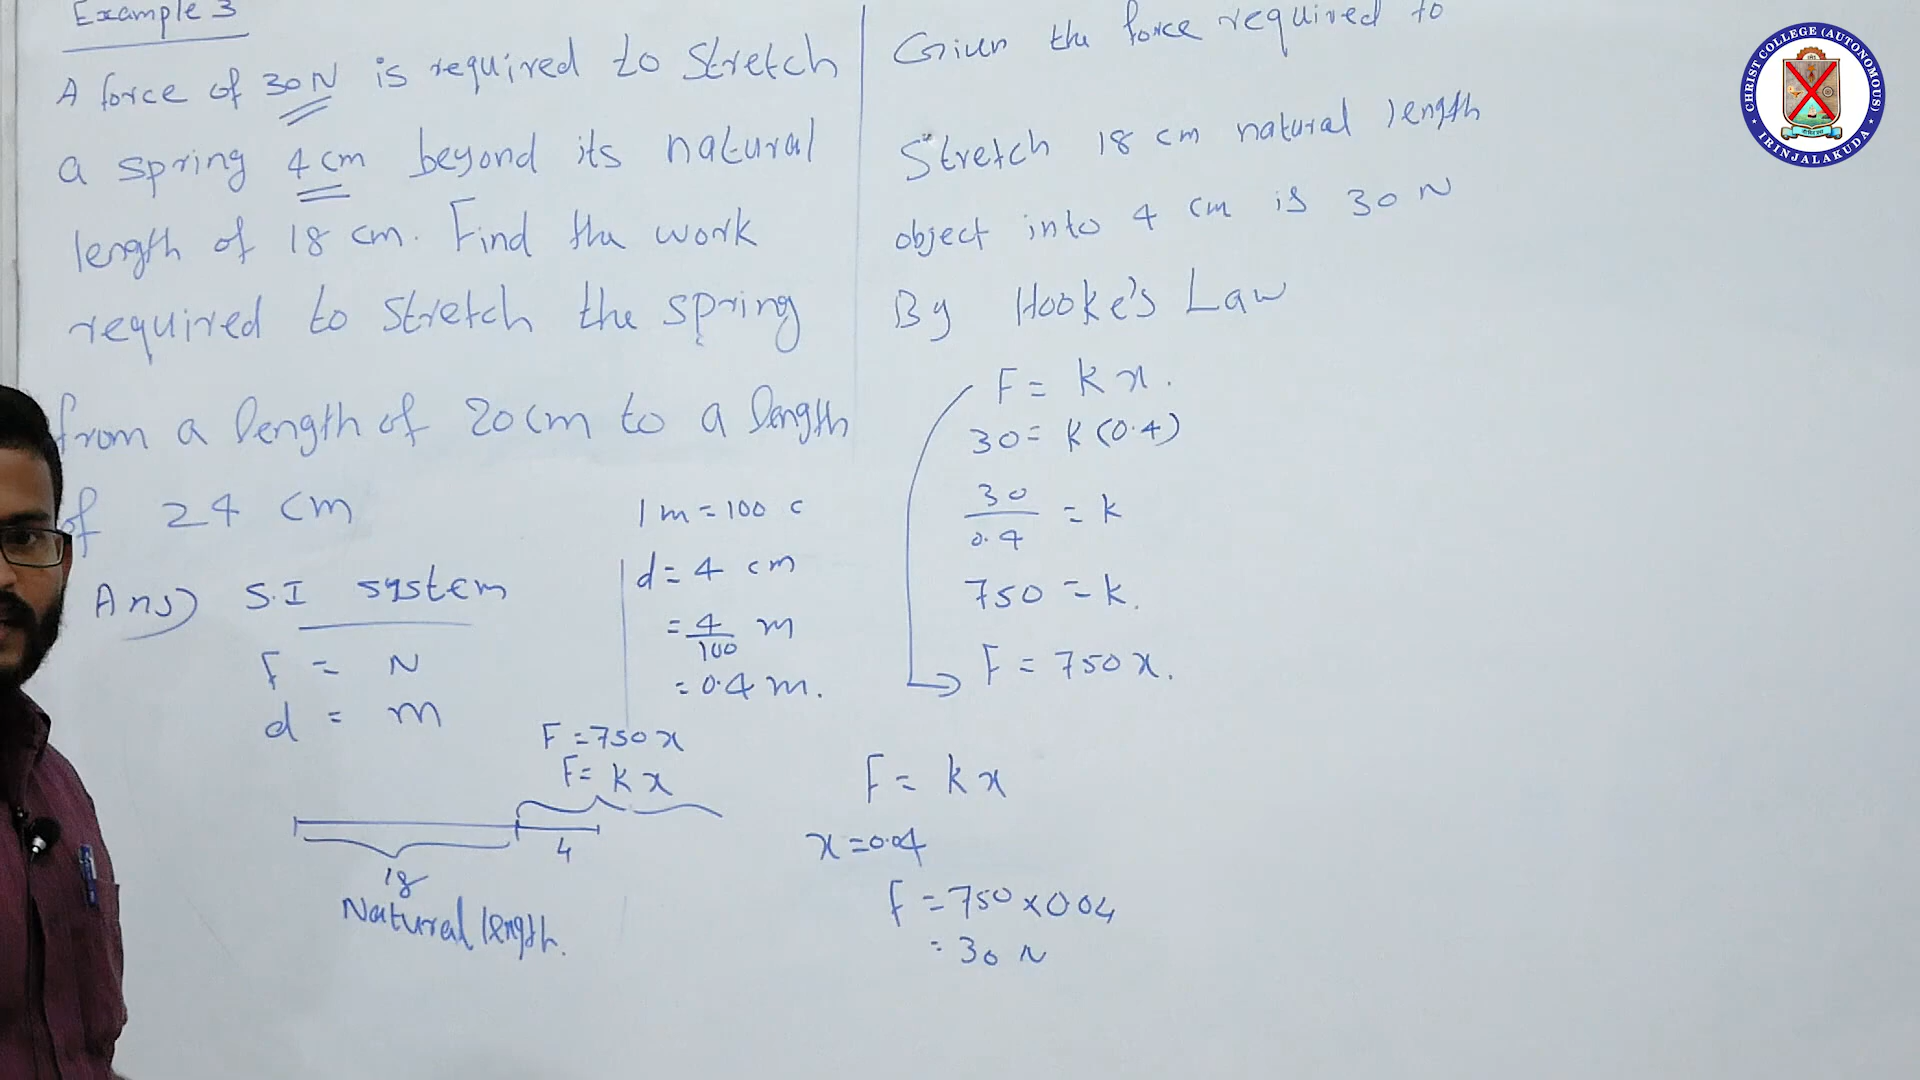 Example 3
A force of 30N is required to stretch
a spring 4 cm beyond its natural
length of 18 cm. Find the work
required to stretch the spring
from a length of 20cm to a length
of 24 cm
Ans) S.I system
F = N
d = m
1 m = 100 c
d = 4 cm
= 4/100 m
= 0.4 m.
F = 750 x
F = k x
4
18
Natural length.
Given the force required to
Stretch 18 cm natural length
object into 4 cm is 30 N
By Hooke's Law
F = k x.
30 = k (0.4)
30/0.4 = k
750 = k.
F = 750 x.
F = k x
x = 0.04
F = 750 x 0 04
= 30 N
CHRIST COLLEGE (AUTONOMOUS)
IRINJALAKUDA